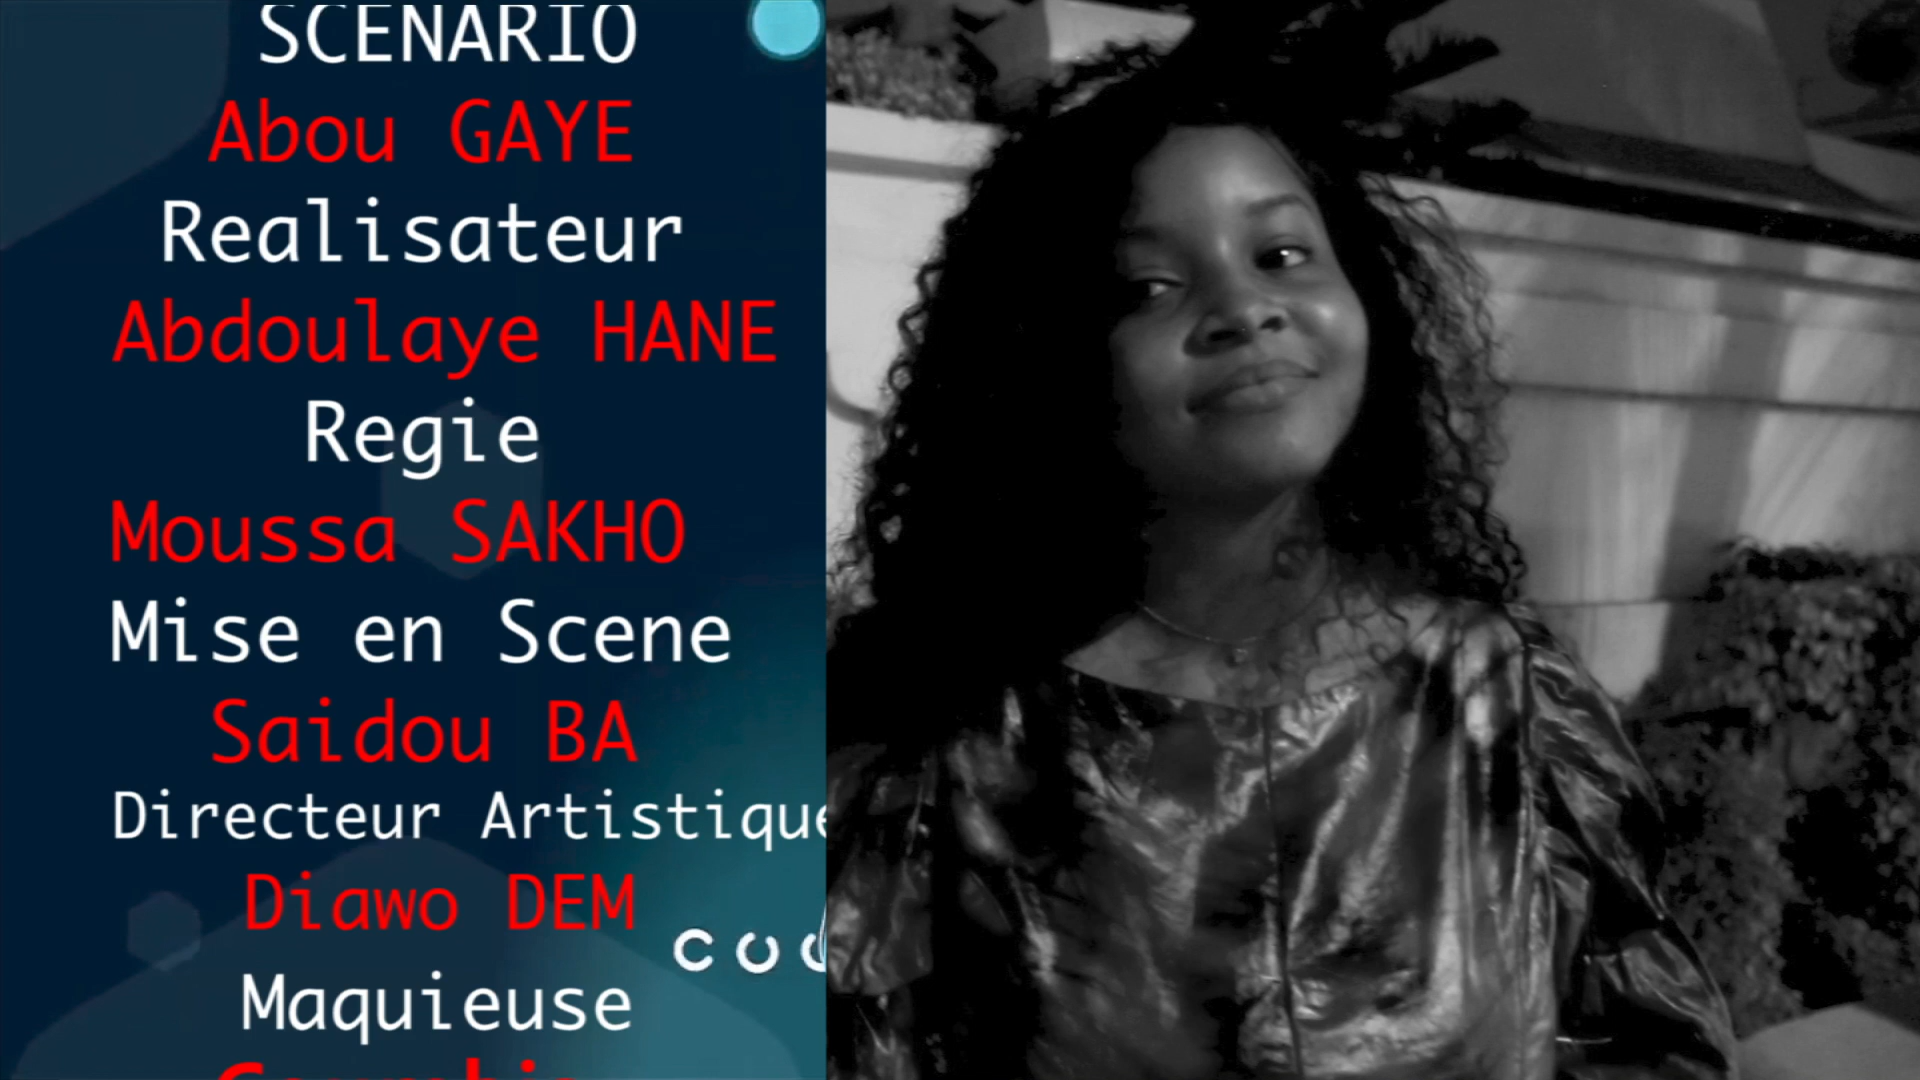 SCENARIO
Abou GAYE
Realisateur
Abdoulaye HANE
Regie
Moussa SAKHO
Mise en Scene
Saidou BA
Directeur Artistique
Diawo DEM
Maquieuse